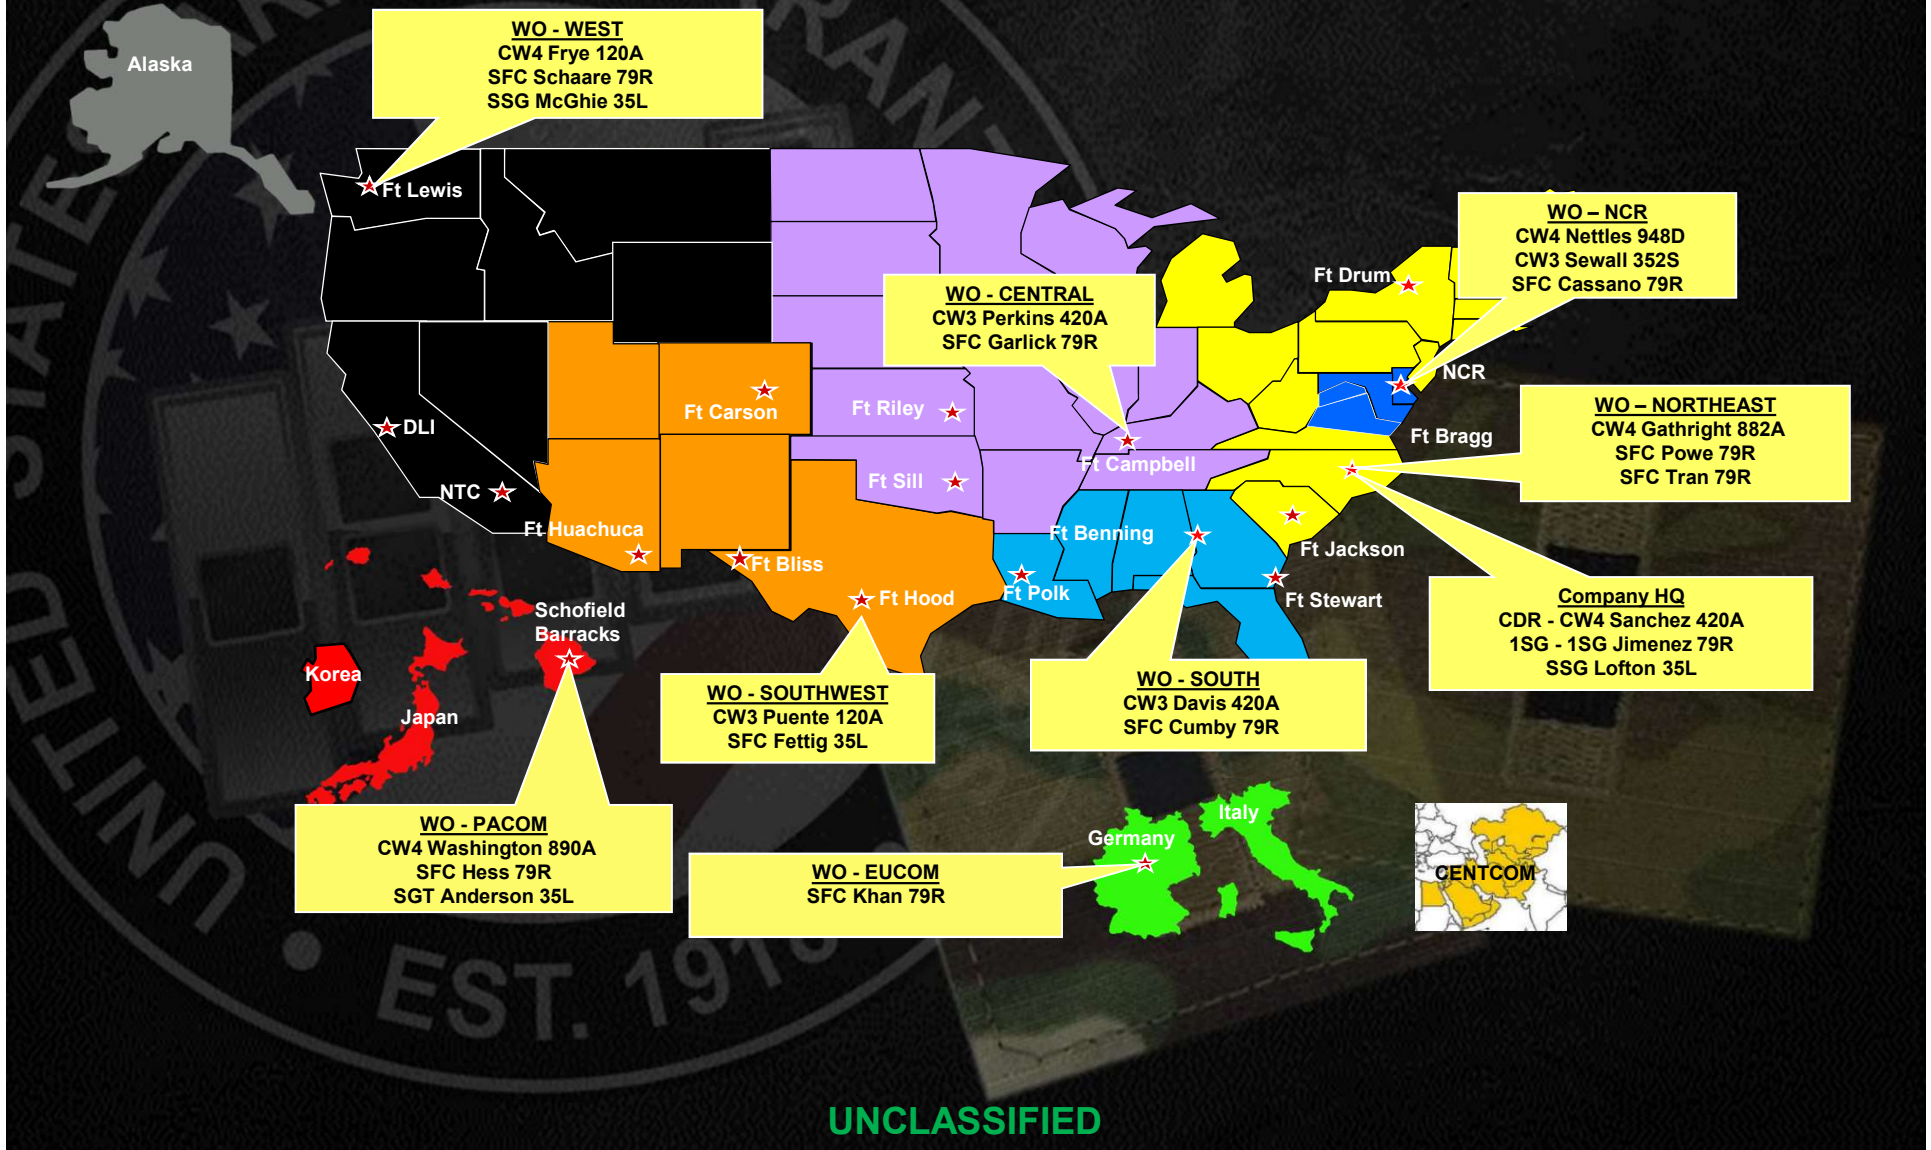 Alaska
WO - WEST
CW4 Frye 120A
SFC Schaare 79R
SSG McGhie 35L
Ft Lewis
WO – NCR
CW4 Nettles 948D
CW3 Sewall 352S
SFC Cassano 79R
Ft Drum
WO - CENTRAL
CW3 Perkins 420A
SFC Garlick 79R
NCR
Ft Carson
Ft Riley
DLI
WO – NORTHEAST
CW4 Gathright 882A
SFC Powe 79R
SFC Tran 79R
Ft Bragg
Ft Campbell
Ft Sill
NTC
Ft Huachuca
Ft Benning
Ft Jackson
Ft Bliss
Ft Hood
Ft Polk
Ft Stewart
Company HQ
CDR - CW4 Sanchez 420A
1SG - 1SG Jimenez 79R
SSG Lofton 35L
Schofield
Barracks
Korea
Japan
WO - SOUTHWEST
CW3 Puente 120A
SFC Fettig 35L
WO - SOUTH
CW3 Davis 420A
SFC Cumby 79R
WO - PACOM
CW4 Washington 890A
SFC Hess 79R
SGT Anderson 35L
WO - EUCOM
SFC Khan 79R
Germany
Italy
CENTCOM
UNITED STATE
RAN
EST. 191
UNCLASSIFIED